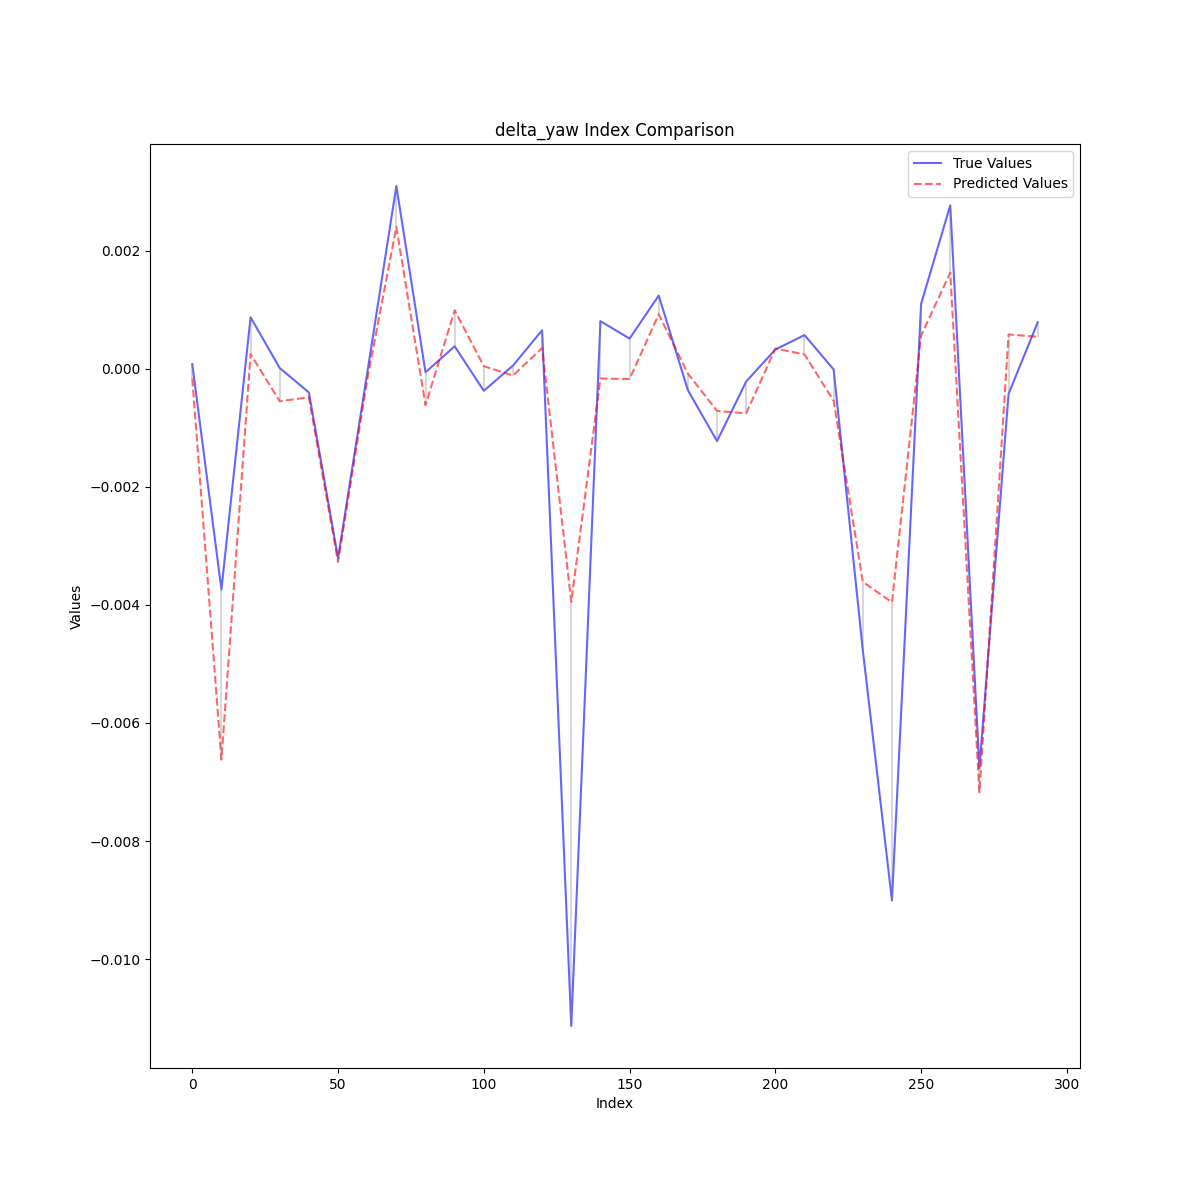 delta_yaw Index Comparison
True Values
Predicted Values
0.002
0.000
−0.002
−0.004
−0.006
−0.008
−0.010
Values
0 50 100 150 200 250 300
Index